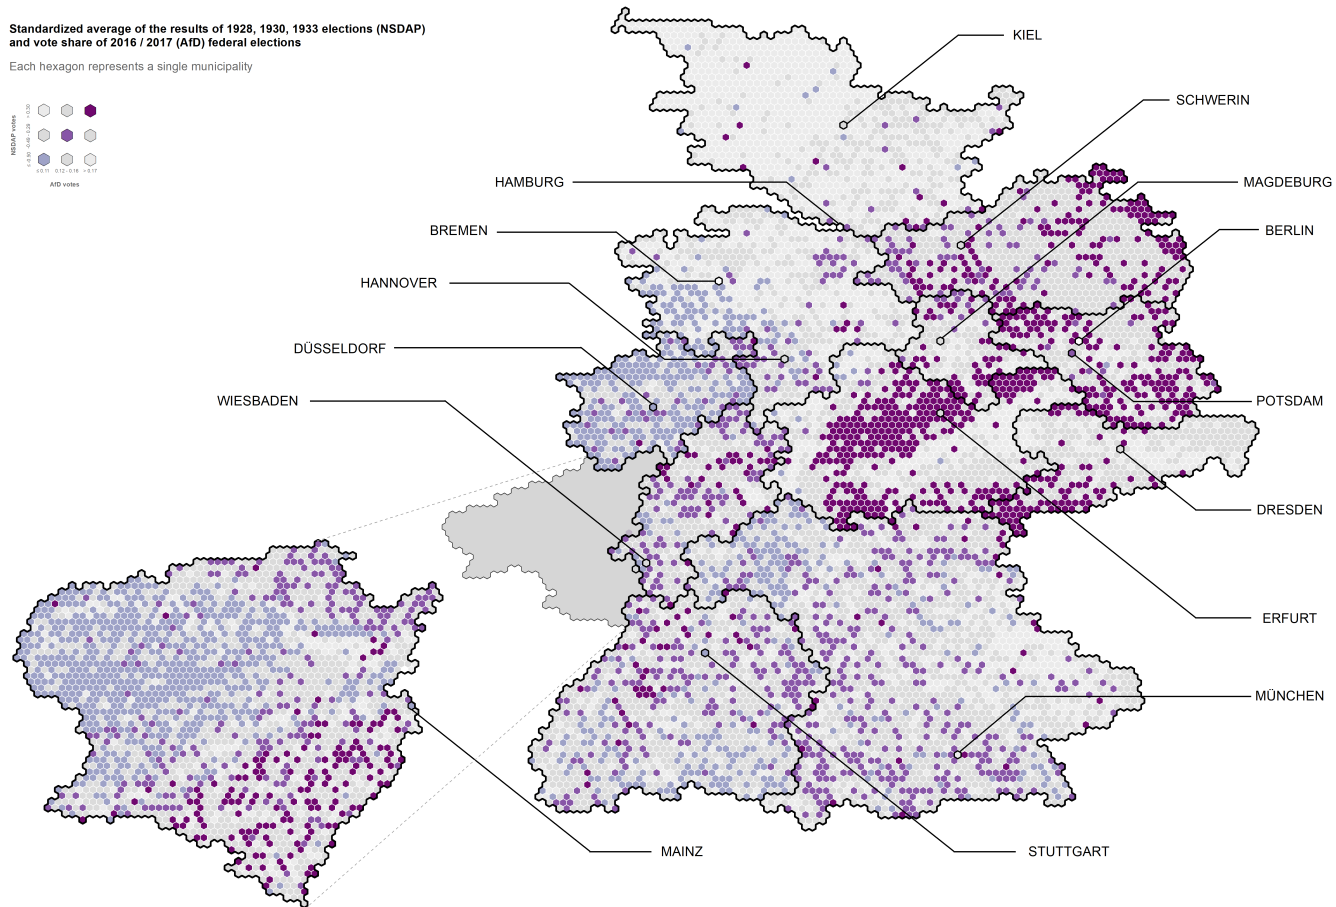 Standardized average of the results of 1928, 1930, 1933 elections (NSDAP)
and vote share of 2016 / 2017 (AfD) federal elections
Each hexagon represents a single municipality
NSDAP votes
AfD votes
KIEL
SCHWERIN
HAMBURG
MAGDEBURG
BREMEN
BERLIN
HANNOVER
DÜSSELDORF
WIESBADEN
POTSDAM
DRESDEN
ERFURT
MÜNCHEN
MAINZ
STUTTGART